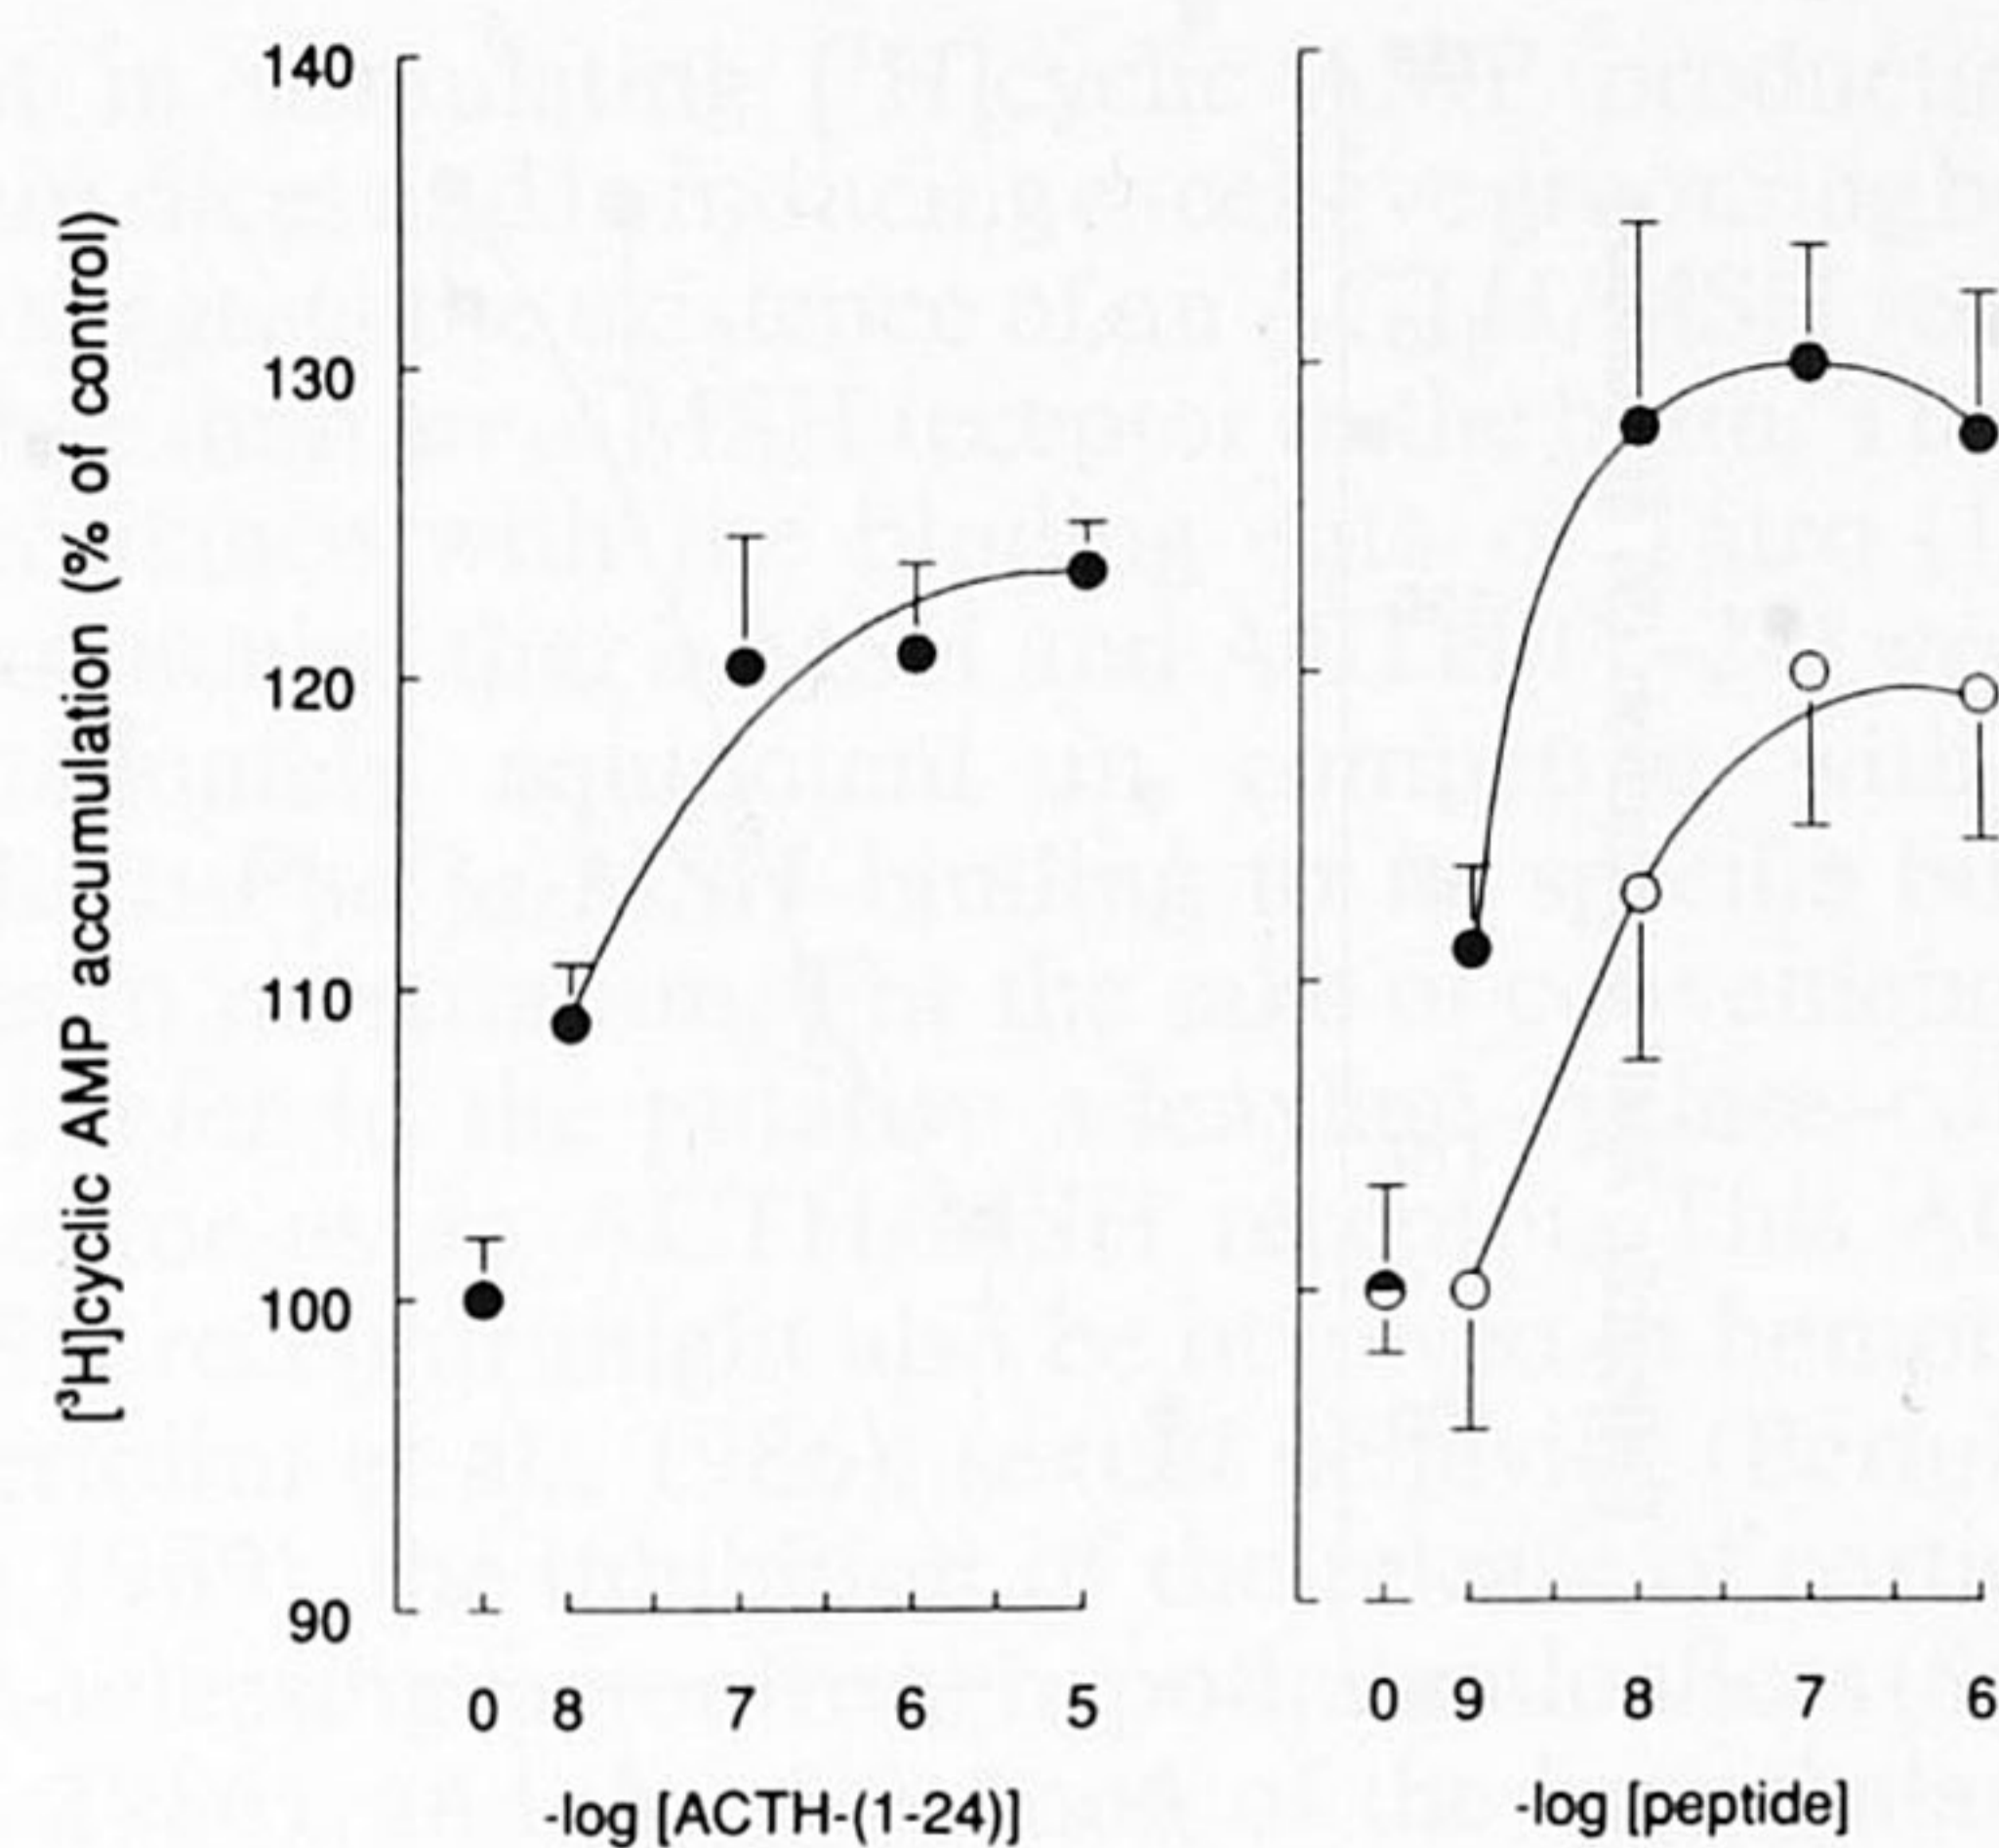 [³H]cyclic AMP accumulation (% of control)
140
130
120
110
100
90
0 8 7 6 5
-log [ACTH-(1-24)]
0 9 8 7 6
-log [peptide]